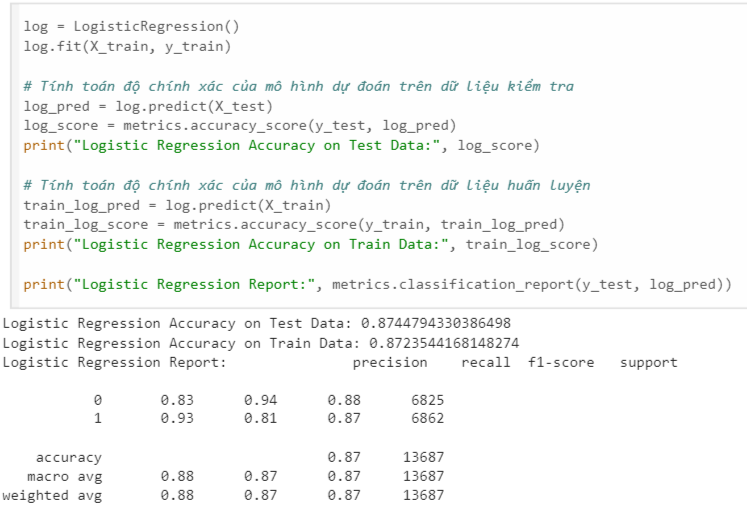 log = LogisticRegression()
log.fit(X_train, y_train)
# Tính toán độ chính xác của mô hình dự đoán trên dữ liệu kiểm tra
log_pred = log.predict(X_test)
log_score = metrics.accuracy_score(y_test, log_pred)
print("Logistic Regression Accuracy on Test Data:", log_score)
# Tính toán độ chính xác của mô hình dự đoán trên dữ liệu huấn luyện
train_log_pred = log.predict(X_train)
train_log_score = metrics.accuracy_score(y_train, train_log_pred)
print("Logistic Regression Accuracy on Train Data:", train_log_score)
print("Logistic Regression Report:", metrics.classification_report(y_test, log_pred))
Logistic Regression Accuracy on Test Data: 0.8744794330386498
Logistic Regression Accuracy on Train Data: 0.8723544168148274
Logistic Regression Report: precision recall f1-score support
0 0.83 0.94 0.88 6825
1 0.93 0.81 0.87 6862
accuracy 0.87 13687
macro avg 0.88 0.87 0.87 13687
weighted avg 0.88 0.87 0.87 13687